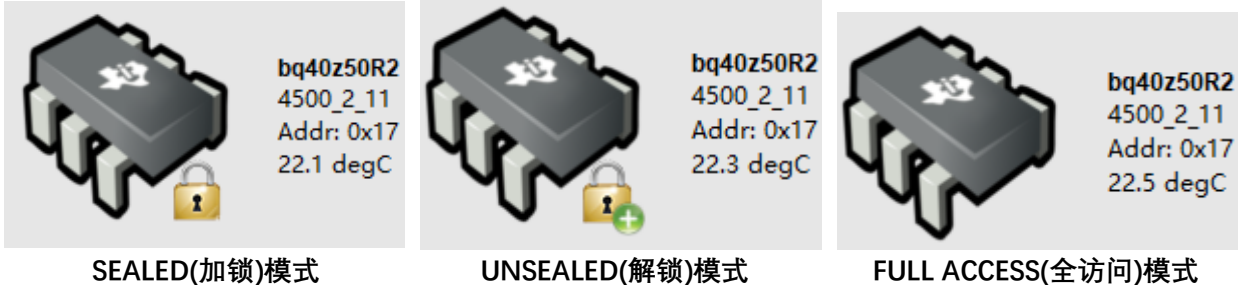 bq40z50R2
4500_2_11
Addr: 0x17
22.1 degC
SEALED(加锁)模式
bq40z50R2
4500_2_11
Addr: 0x17
22.3 degC
UNSEALED(解锁)模式
bq40z50R2
4500_2_11
Addr: 0x17
22.5 degC
FULL ACCESS(全访问)模式